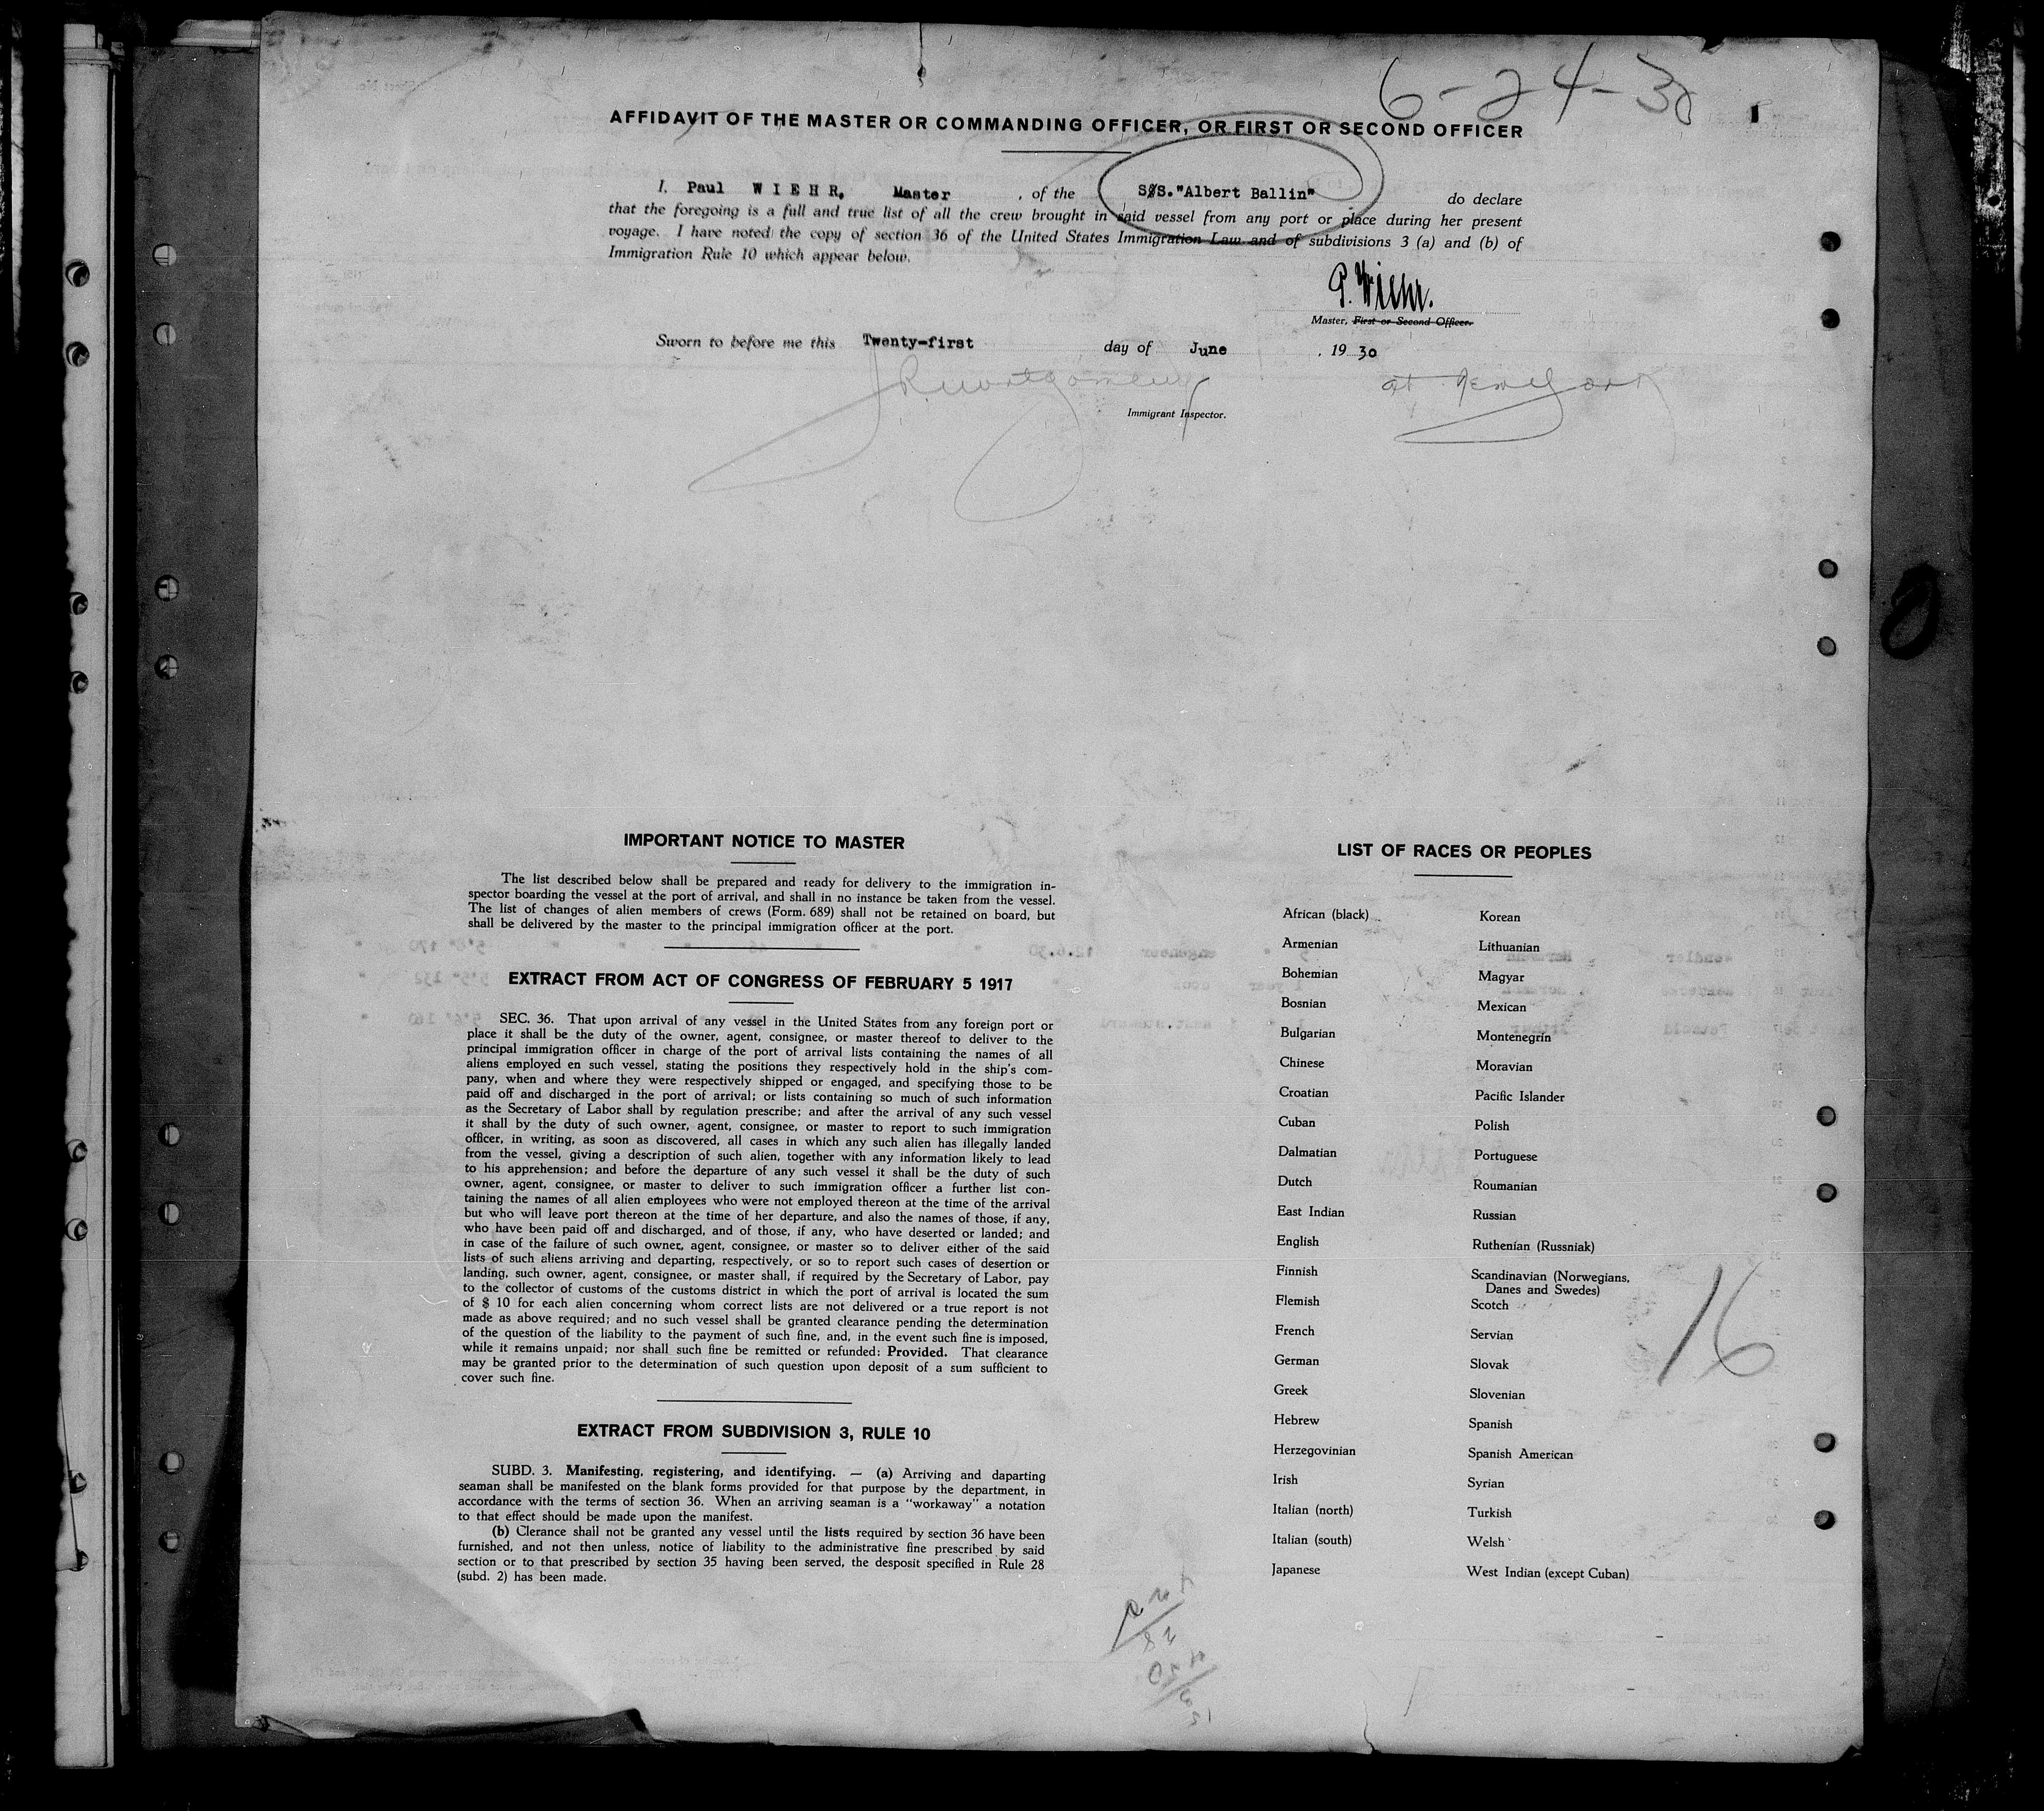 6-24-30
AFFIDAVIT OF THE MASTER OR COMMANDING OFFICER, OR FIRST OR SECOND OFFICER
I, Paul W I E H R, Master , of the S/S. "Albert Ballin" do declare
that the foregoing is a full and true list of all the crew brought in said vessel from any port or place during her present
voyage. I have noted the copy of section 36 of the United States Immigration Law and of subdivisions 3 (a) and (b) of
Immigration Rule 10 which appear below.
P. Wiehr.
Master, First or Second Officer.
Sworn to before me this Twenty-first day of June , 19 30
at New York
Immigrant Inspector.
IMPORTANT NOTICE TO MASTER
The list described below shall be prepared and ready for delivery to the immigration in-
spector boarding the vessel at the port of arrival, and shall in no instance be taken from the vessel.
The list of changes of alien members of crews (Form. 689) shall not be retained on board, but
shall be delivered by the master to the principal immigration officer at the port.
EXTRACT FROM ACT OF CONGRESS OF FEBRUARY 5 1917
SEC. 36. That upon arrival of any vessel in the United States from any foreign port or
place it shall be the duty of the owner, agent, consignee, or master thereof to deliver to the
principal immigration officer in charge of the port of arrival lists containing the names of all
aliens employed en such vessel, stating the positions they respectively hold in the ship's com-
pany, when and where they were respectively shipped or engaged, and specifying those to be
paid off and discharged in the port of arrival; or lists containing so much of such information
as the Secretary of Labor shall by regulation prescribe; and after the arrival of any such vessel
it shall by the duty of such owner, agent, consignee, or master to report to such immigration
officer, in writing, as soon as discovered, all cases in which any such alien has illegally landed
from the vessel, giving a description of such alien, together with any information likely to lead
to his apprehension; and before the departure of any such vessel it shall be the duty of such
owner, agent, consignee, or master to deliver to such immigration officer a further list con-
taining the names of all alien employees who were not employed thereon at the time of the arrival
but who will leave port thereon at the time of her departure, and also the names of those, if any,
who have been paid off and discharged, and of those, if any, who have deserted or landed; and
in case of the failure of such owner, agent, consignee, or master so to deliver either of the said
lists of such aliens arriving and departing, respectively, or so to report such cases of desertion or
landing, such owner, agent, consignee, or master shall, if required by the Secretary of Labor, pay
to the collector of customs of the customs district in which the port of arrival is located the sum
of $ 10 for each alien concerning whom correct lists are not delivered or a true report is not
made as above required; and no such vessel shall be granted clearance pending the determination
of the question of the liability to the payment of such fine, and, in the event such fine is imposed,
while it remains unpaid; nor shall such fine be remitted or refunded: Provided. That clearance
may be granted prior to the determination of such question upon deposit of a sum sufficient to
cover such fine.
EXTRACT FROM SUBDIVISION 3, RULE 10
SUBD. 3. Manifesting, registering, and identifying. — (a) Arriving and daparting
seaman shall be manifested on the blank forms provided for that purpose by the department, in
accordance with the terms of section 36. When an arriving seaman is a "workaway" a notation
to that effect should be made upon the manifest.
(b) Clerance shall not be granted any vessel until the lists required by section 36 have been
furnished, and not then unless, notice of liability to the administrative fine prescribed by said
section or to that prescribed by section 35 having been served, the desposit specified in Rule 28
(subd. 2) has been made.
LIST OF RACES OR PEOPLES
African (black)
Armenian
Bohemian
Bosnian
Bulgarian
Chinese
Croatian
Cuban
Dalmatian
Dutch
East Indian
English
Finnish
Flemish
French
German
Greek
Hebrew
Herzegovinian
Irish
Italian (north)
Italian (south)
Japanese
Korean
Lithuanian
Magyar
Mexican
Montenegrin
Moravian
Pacific Islander
Polish
Portuguese
Roumanian
Russian
Ruthenian (Russniak)
Scandinavian (Norwegians,
Danes and Swedes)
Scotch
Servian
Slovak
Slovenian
Spanish
Spanish American
Syrian
Turkish
Welsh
West Indian (except Cuban)
16